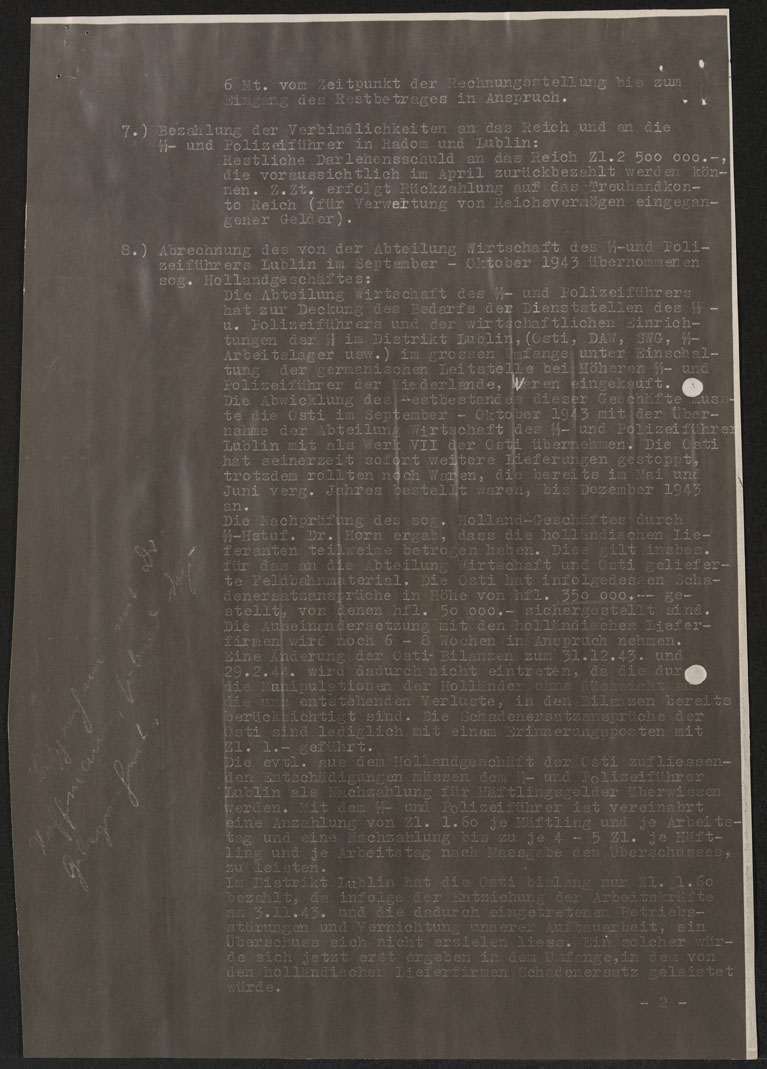 6 Mt. vom Zeitpunkt der Rechnungsstellung bis zum
Eingang des Restbetrages in Anspruch.
7.) Bezahlung der Verbindlichkeiten an das Reich und an die
ᛋᛋ- und Polizeiführer in Radom und Lublin:
Restliche Darlehensschuld an das Reich Zl.2 500 000.-,
die voraussichtlich im April zurückbezahlt werden kön-
nen. Z.Zt. erfolgt Rückzahlung auf das Treuhandkon-
to Reich (für Verwertung von Reichsvermögen eingegan-
gener Gelder).
8.) Abrechnung des von der Abteilung Wirtschaft des ᛋᛋ-und Poli-
zeiführers Lublin im September - Oktober 1943 übernommenen
sog. Hollandgeschäftes:
Die Abteilung Wirtschaft des ᛋᛋ- und Polizeiführers
hat zur Deckung des Bedarfs der Dienststellen des ᛋᛋ -
u. Polizeiführers und der wirtschaftlichen Einrich-
tungen der ᛋᛋ im Distrikt Lublin, (Osti, DAW, SWG, ᛋᛋ-
Arbeitslager usw.) im grossen Umfange unter Einschal-
tung der germanischen Leitstelle bei Höheren ᛋᛋ- und
Polizeiführer der Niederlande, Waren eingekauft.
Die Abwicklung des Restbestandes dieser Geschäfte muss-
te die Osti im September - Oktober 1943 mit der Über-
nahme der Abteilung Wirtschaft des ᛋᛋ- und Polizeiführer
Lublin mit als Werk VII der Osti übernehmen. Die Osti
hat seinerzeit sofort weitere Lieferungen gestoppt,
trotzdem rollten noch Waren, die bereits im Mai und
Juni verg. Jahres bestellt waren, bis Dezember 1943
an.
Die Nachprüfung des sog. Holland-Geschäftes durch
ᛋᛋ-Hstuf. Dr. Horn ergab, dass die holländischen Lie-
feranten teilweise betrogen haben. Dies gilt insbes.
für das an die Abteilung Wirtschaft und Osti geliefer-
te Feldbahnmaterial. Die Osti hat infolgedessen Scha-
densersatzansprüche in Höhe von hfl. 350 000.-- ge-
stellt, von denen hfl. 50 000.- sichergestellt sind.
Die Auseinandersetzung mit den holländischen Liefer-
firmen wird noch 6 - 8 Wochen in Anspruch nehmen.
Eine Änderung der Osti-Bilanzen zum 31.12.43. und
29.2.44. wird dadurch nicht eintreten, da die durch
die Manipulationen der Holländer ohne Rücksicht auf
die uns entstehenden Verluste, in den Bilanzen bereits
berücksichtigt sind. Die Schadenersatzansprüche der
Osti sind lediglich mit einem Erinnerungsposten mit
Zl. 1.- geführt.
Die evtl. aus dem Hollandgeschäft der Osti zufliessen-
den Entschädigungen müssen dem ᛋᛋ- und Polizeiführer
Lublin als Nachzahlung für Häftlingsgelder überwiesen
werden. Mit dem ᛋᛋ- und Polizeiführer ist vereinabrt
eine Anzahlung von Zl. 1.60 je Häftling und je Arbeits-
tag und eine Nachzahlung bis zu je 4 - 5 Zl. je Häft-
ling und je Arbeitstag nach Massgabe den Überschusses,
zu leisten.
Im Distrikt Lublin hat die Osti bislang nur Zl. 1.60
bezahlt, da infolge der Entziehung der Arbeitskräfte
am 3.11.43. und die dadurch eingetretenen Betriebs-
störungen und Vernichtung unserer Aufbauarbeit, ein
Überschuss sich nicht erzielen liess. Ein solcher wür-
de sich jetzt erst ergeben in dem Umfange,in dem von
den holländischen Lieferfirmen Schadenersatz geleistet
würde.
- 2 -